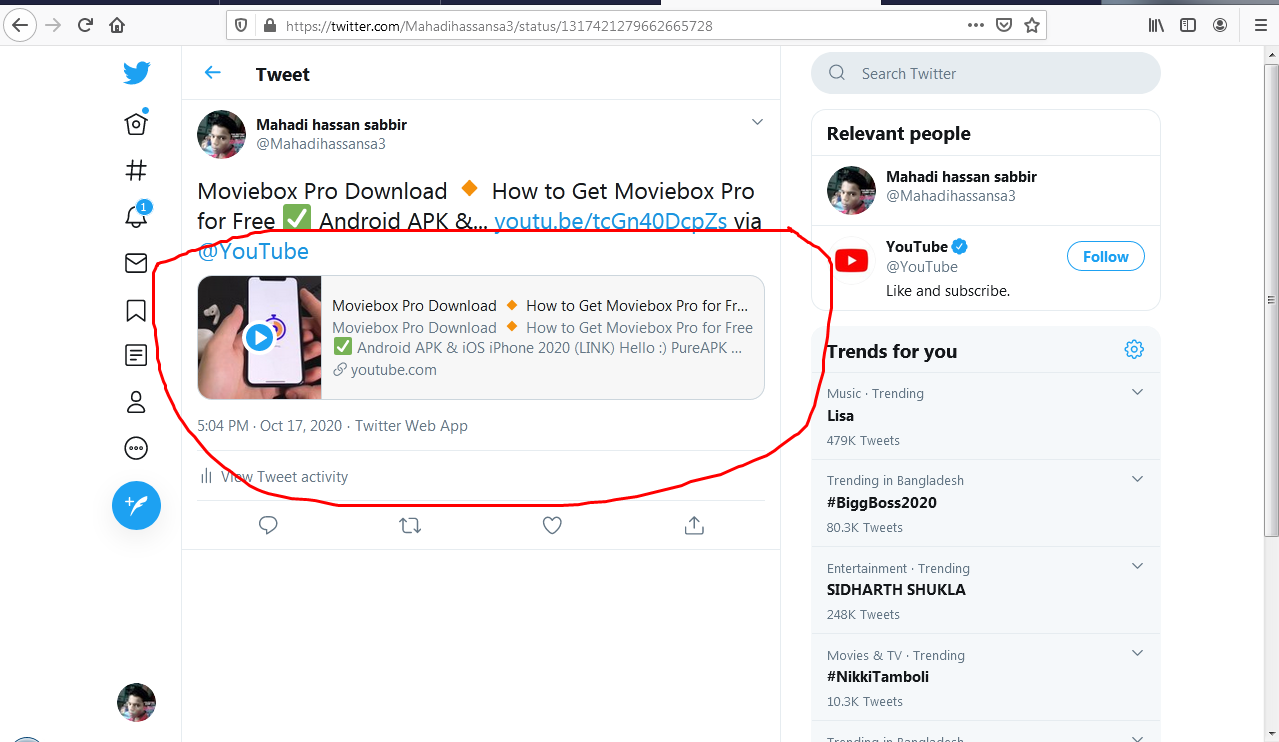 https://twitter.com/Mahadihassansa3/status/1317421279662665728
Tweet
Mahadi hassan sabbir
@Mahadihassansa3
Moviebox Pro Download 🔸 How to Get Moviebox Pro
for Free ✅ Android APK &... youtu.be/tcGn40DcpZs via
@YouTube
Moviebox Pro Download 🔸 How to Get Moviebox Pro for Fr...
Moviebox Pro Download 🔸 How to Get Moviebox Pro for Free
✅ Android APK & iOS iPhone 2020 (LINK) Hello :) PureAPK ...
youtube.com
5:04 PM · Oct 17, 2020 · Twitter Web App
View Tweet activity
1
Search Twitter
Relevant people
Mahadi hassan sabbir
@Mahadihassansa3
YouTube
@YouTube
Follow
Like and subscribe.
Trends for you
Music · Trending
Lisa
479K Tweets
Trending in Bangladesh
#BiggBoss2020
80.3K Tweets
Entertainment · Trending
SIDHARTH SHUKLA
248K Tweets
Movies & TV · Trending
#NikkiTamboli
10.3K Tweets
Trending in Bangladesh